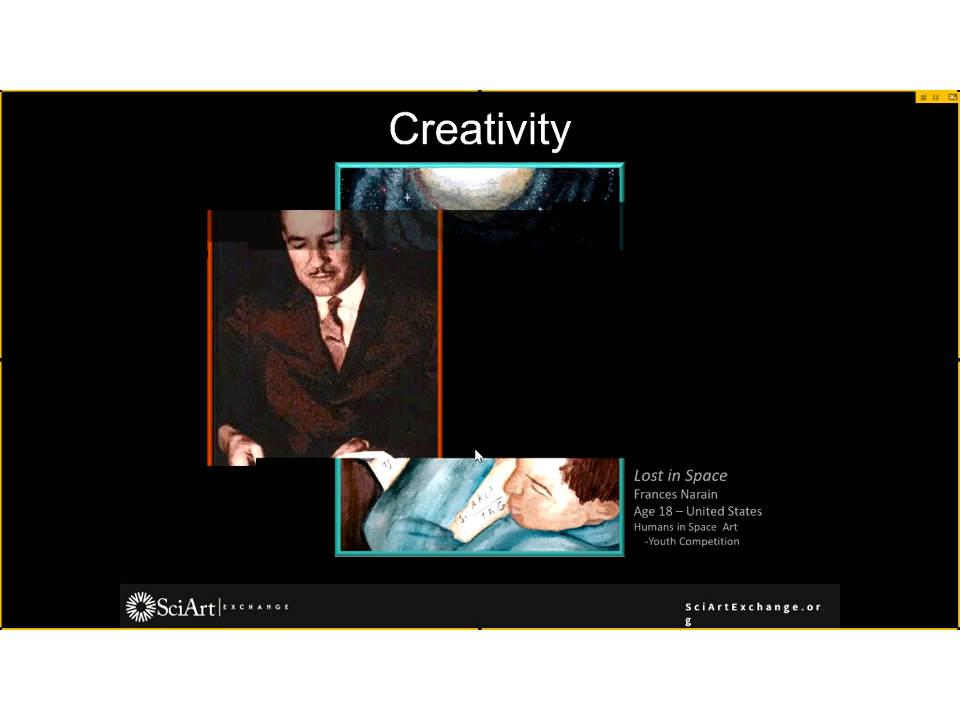 Creativity
Lost in Space
Frances Narain
Age 18 – United States
Humans in Space Art
-Youth Competition
SciArt EXCHANGE
SciArtExchange.or
g